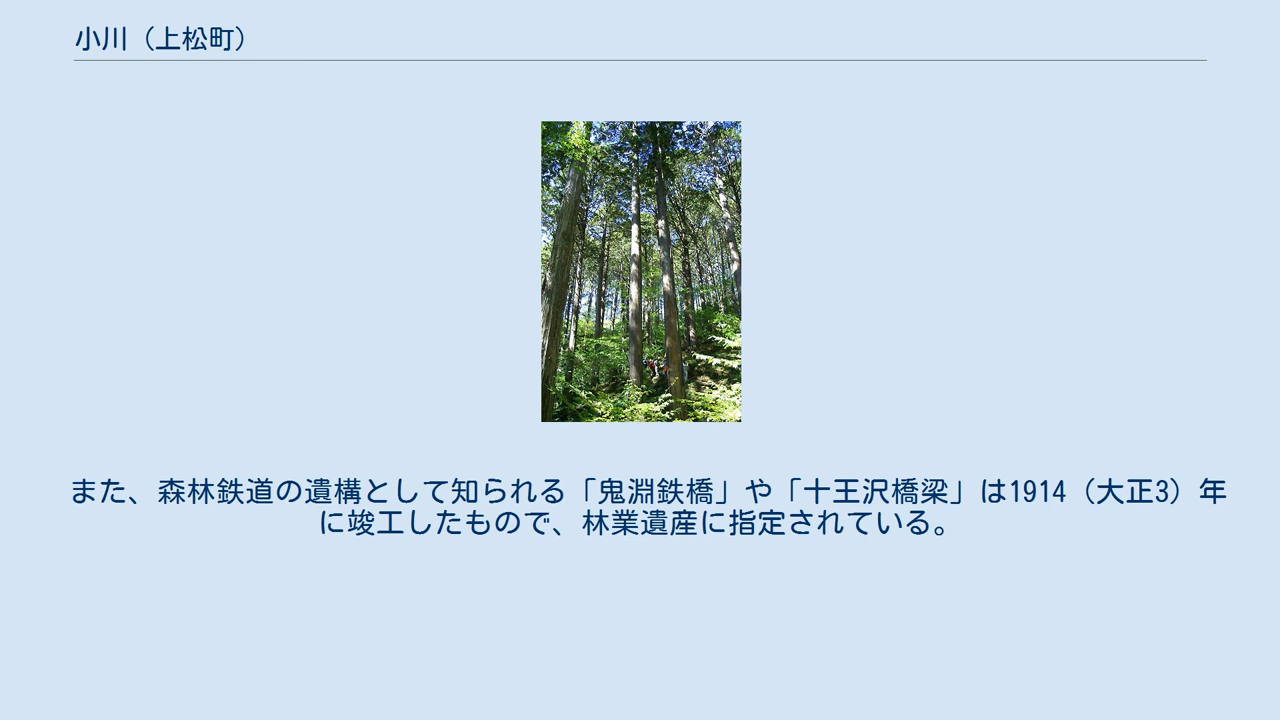 小川（上松町）
また、森林鉄道の遺構として知られる「鬼淵鉄橋」や「十王沢橋梁」は1914（大正3）年
に竣工したもので、林業遺産に指定されている。